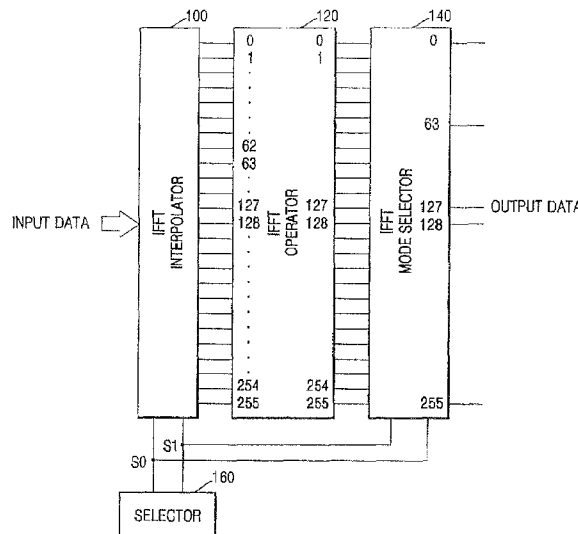 100
120
140
0
0
0
1
1
62
63
63
INPUT DATA
IFFT
INTERPOLATOR
127
128
IFFT
OPERATOR
127
128
IFFT
MODE SELECTOR
127
128
OUTPUT DATA
254
254
255
255
255
S1
S0
160
SELECTOR